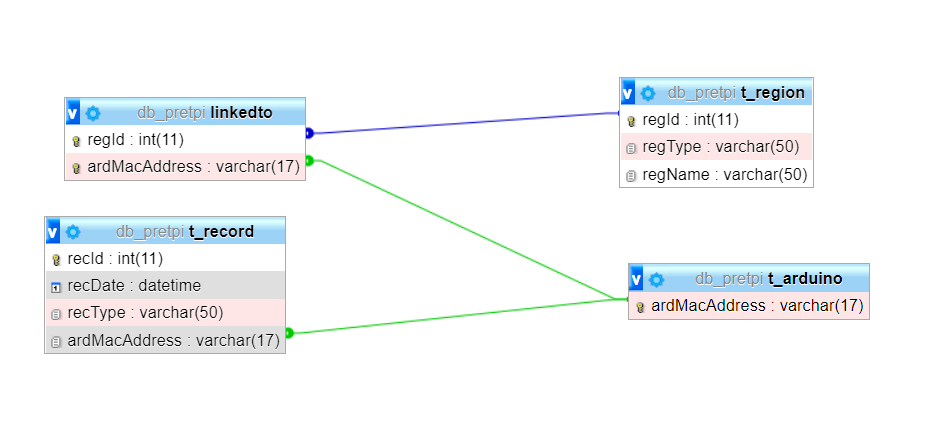 v db_pretpi linkedto
regId : int(11)
ardMacAddress : varchar(17)
v db_pretpi t_region
regId : int(11)
regType : varchar(50)
regName : varchar(50)
v db_pretpi t_record
recId : int(11)
recDate : datetime
recType : varchar(50)
ardMacAddress : varchar(17)
v db_pretpi t_arduino
ardMacAddress : varchar(17)